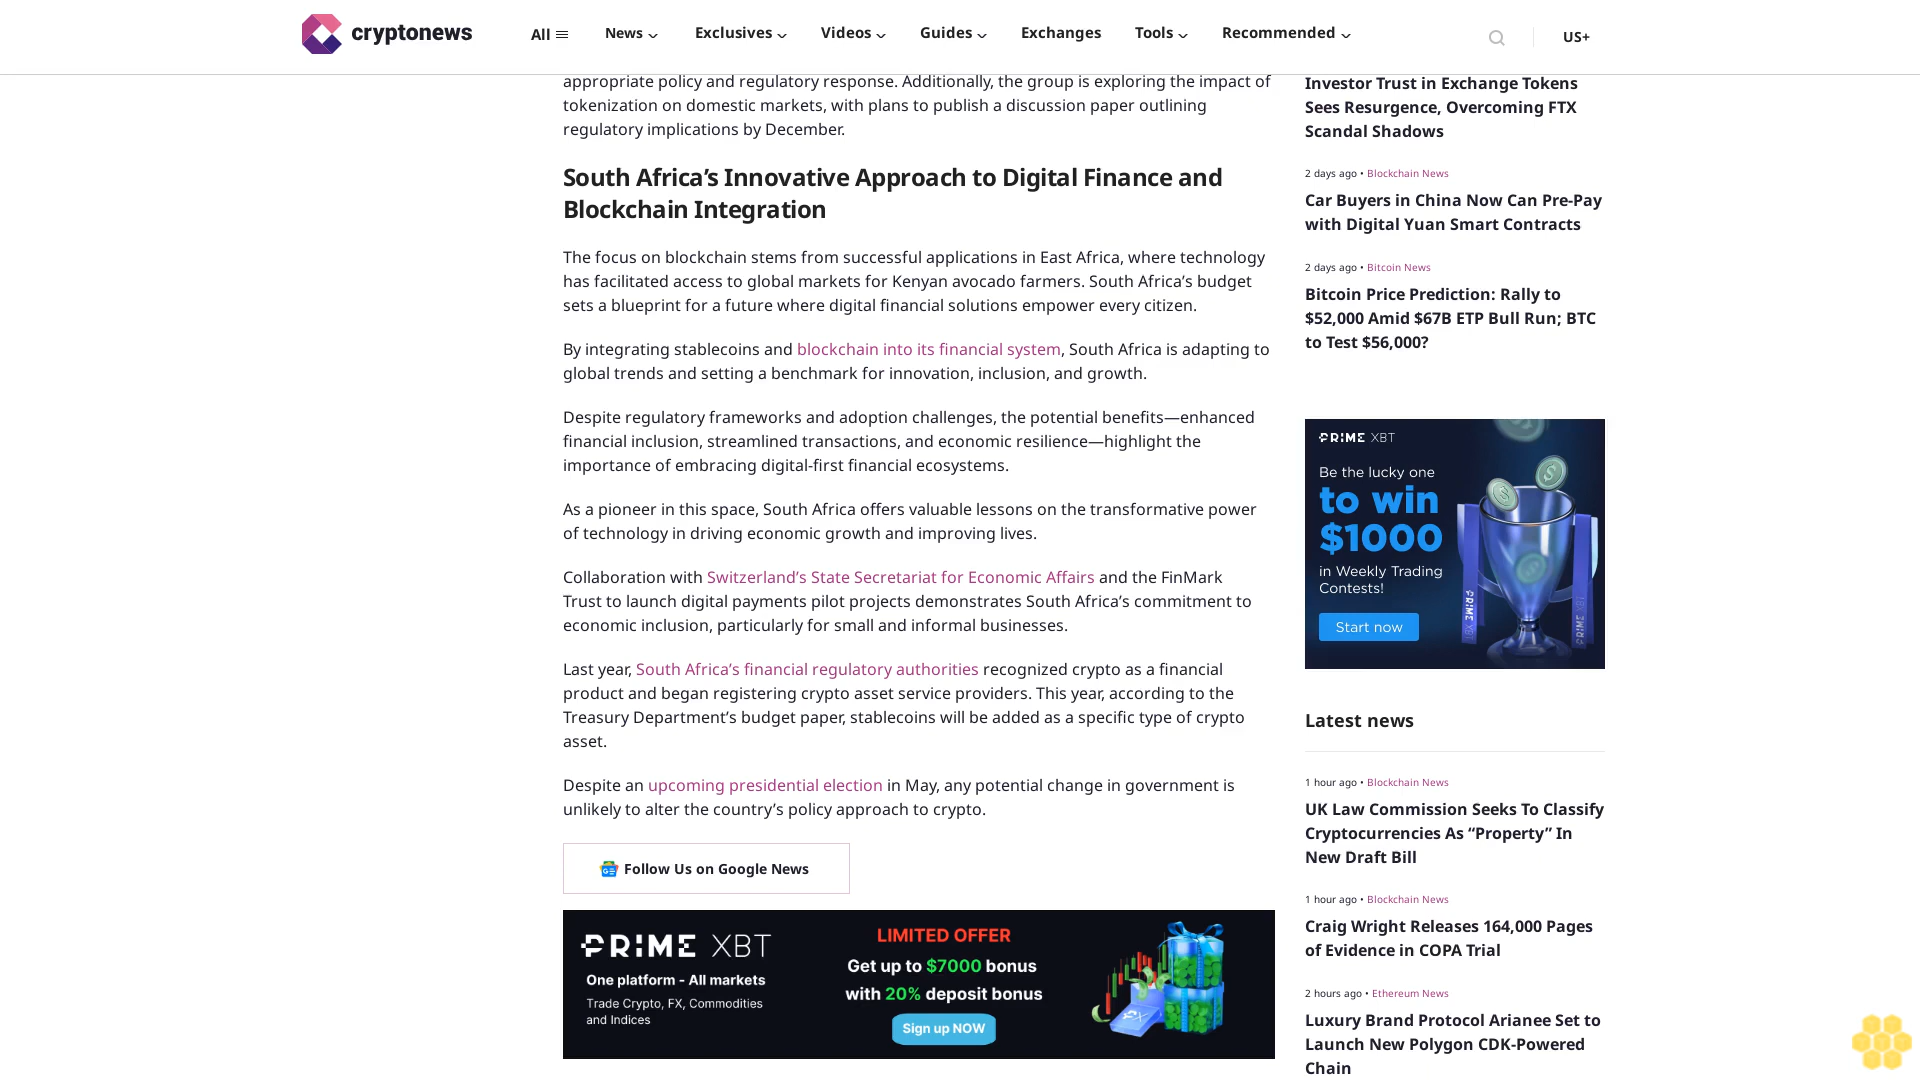 cryptonews
All
News
Exclusives
Videos
Guides
Exchanges
Tools
Recommended
US+
appropriate policy and regulatory response. Additionally, the group is exploring the impact of
tokenization on domestic markets, with plans to publish a discussion paper outlining
regulatory implications by December.
South Africa’s Innovative Approach to Digital Finance and
Blockchain Integration
The focus on blockchain stems from successful applications in East Africa, where technology
has facilitated access to global markets for Kenyan avocado farmers. South Africa’s budget
sets a blueprint for a future where digital financial solutions empower every citizen.
By integrating stablecoins and blockchain into its financial system, South Africa is adapting to
global trends and setting a benchmark for innovation, inclusion, and growth.
Despite regulatory frameworks and adoption challenges, the potential benefits—enhanced
financial inclusion, streamlined transactions, and economic resilience—highlight the
importance of embracing digital-first financial ecosystems.
As a pioneer in this space, South Africa offers valuable lessons on the transformative power
of technology in driving economic growth and improving lives.
Collaboration with Switzerland’s State Secretariat for Economic Affairs and the FinMark
Trust to launch digital payments pilot projects demonstrates South Africa’s commitment to
economic inclusion, particularly for small and informal businesses.
Last year, South Africa’s financial regulatory authorities recognized crypto as a financial
product and began registering crypto asset service providers. This year, according to the
Treasury Department’s budget paper, stablecoins will be added as a specific type of crypto
asset.
Despite an upcoming presidential election in May, any potential change in government is
unlikely to alter the country’s policy approach to crypto.
Follow Us on Google News
PRIME XBT
One platform - All markets
Trade Crypto, FX, Commodities
and Indices
LIMITED OFFER
Get up to $7000 bonus
with 20% deposit bonus
Sign up NOW
Investor Trust in Exchange Tokens
Sees Resurgence, Overcoming FTX
Scandal Shadows
2 days ago • Blockchain News
Car Buyers in China Now Can Pre-Pay
with Digital Yuan Smart Contracts
2 days ago • Bitcoin News
Bitcoin Price Prediction: Rally to
$52,000 Amid $67B ETP Bull Run; BTC
to Test $56,000?
PRIME XBT
Be the lucky one
to win
$1000
in Weekly Trading
Contests!
Start now
PRIME XBT
PRIME XBT
Latest news
1 hour ago • Blockchain News
UK Law Commission Seeks To Classify
Cryptocurrencies As “Property” In
New Draft Bill
1 hour ago • Blockchain News
Craig Wright Releases 164,000 Pages
of Evidence in COPA Trial
2 hours ago • Ethereum News
Luxury Brand Protocol Arianee Set to
Launch New Polygon CDK-Powered
Chain